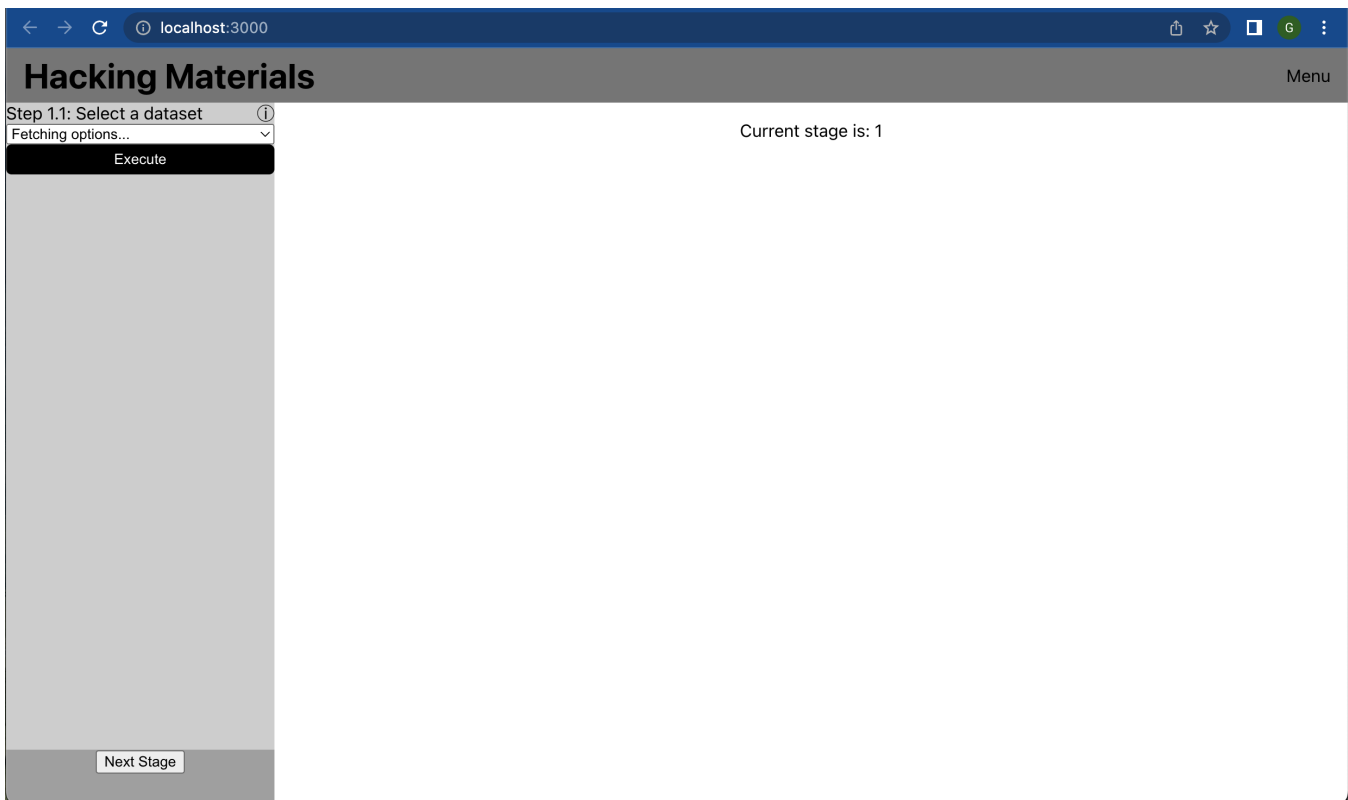 localhost:3000
G
Hacking Materials
Menu
Step 1.1: Select a dataset
Fetching options...
Execute
Current stage is: 1
Next Stage